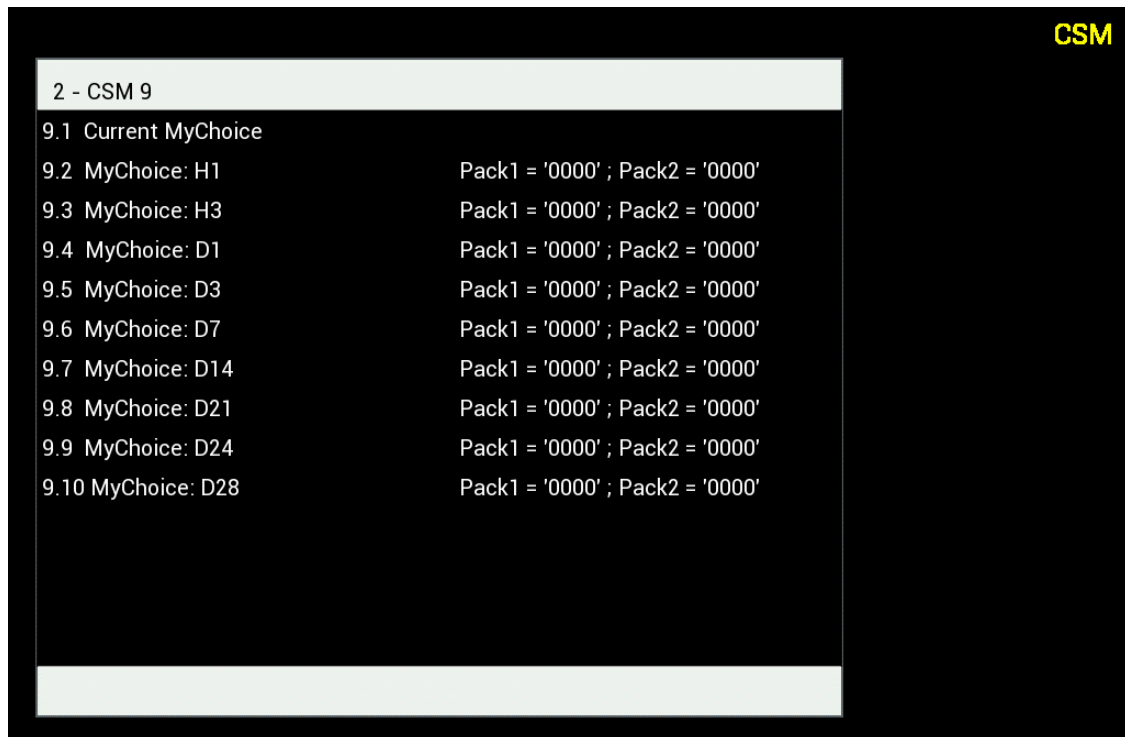 CSM
2 - CSM 9
9.1 Current MyChoice
9.2 MyChoice: H1 Pack1 = '0000' ; Pack2 = '0000'
9.3 MyChoice: H3 Pack1 = '0000' ; Pack2 = '0000'
9.4 MyChoice: D1 Pack1 = '0000' ; Pack2 = '0000'
9.5 MyChoice: D3 Pack1 = '0000' ; Pack2 = '0000'
9.6 MyChoice: D7 Pack1 = '0000' ; Pack2 = '0000'
9.7 MyChoice: D14 Pack1 = '0000' ; Pack2 = '0000'
9.8 MyChoice: D21 Pack1 = '0000' ; Pack2 = '0000'
9.9 MyChoice: D24 Pack1 = '0000' ; Pack2 = '0000'
9.10 MyChoice: D28 Pack1 = '0000' ; Pack2 = '0000'